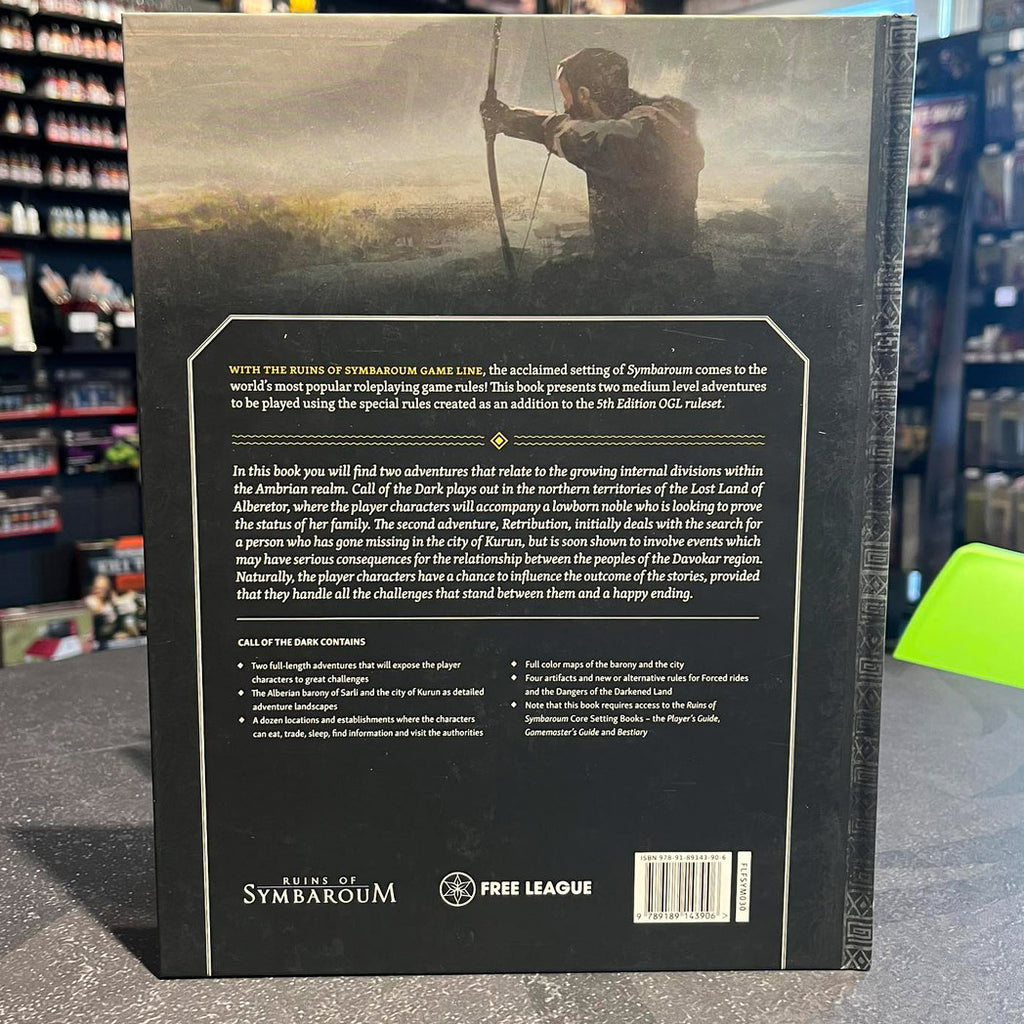 WITH THE RUINS OF SYMBAROUM GAME LINE, the acclaimed setting of Symbaroum comes to the
world's most popular roleplaying game rules! This book presents two medium level adventures
to be played using the special rules created as an addition to the 5th Edition OGL ruleset.
In this book you will find two adventures that relate to the growing internal divisions within
the Ambrian realm. Call of the Dark plays out in the northern territories of the Lost Land of
Alberetor, where the player characters will accompany a lowborn noble who is looking to prove
the status of her family. The second adventure, Retribution, initially deals with the search for
a person who has gone missing in the city of Kurun, but is soon shown to involve events which
may have serious consequences for the relationship between the peoples of the Davokar region.
Naturally, the player characters have a chance to influence the outcome of the stories, provided
that they handle all the challenges that stand between them and a happy ending.
CALL OF THE DARK CONTAINS
Two full-length adventures that will expose the player
characters to great challenges
The Alberian barony of Sarli and the city of Kurun as detailed
adventure landscapes
A dozen locations and establishments where the characters
can eat, trade, sleep, find information and visit the authorities
Full color maps of the barony and the city
Four artifacts and new or alternative rules for Forced rides
and the Dangers of the Darkened Land
Note that this book requires access to the Ruins of
Symbaroum Core Setting Books – the Player's Guide,
Gamemaster's Guide and Bestiary
RUINS OF
SYMBAROUM
FREE LEAGUE
ISBN 978-91-89143-90-6
9 789189 143906 >
FLFSYM030